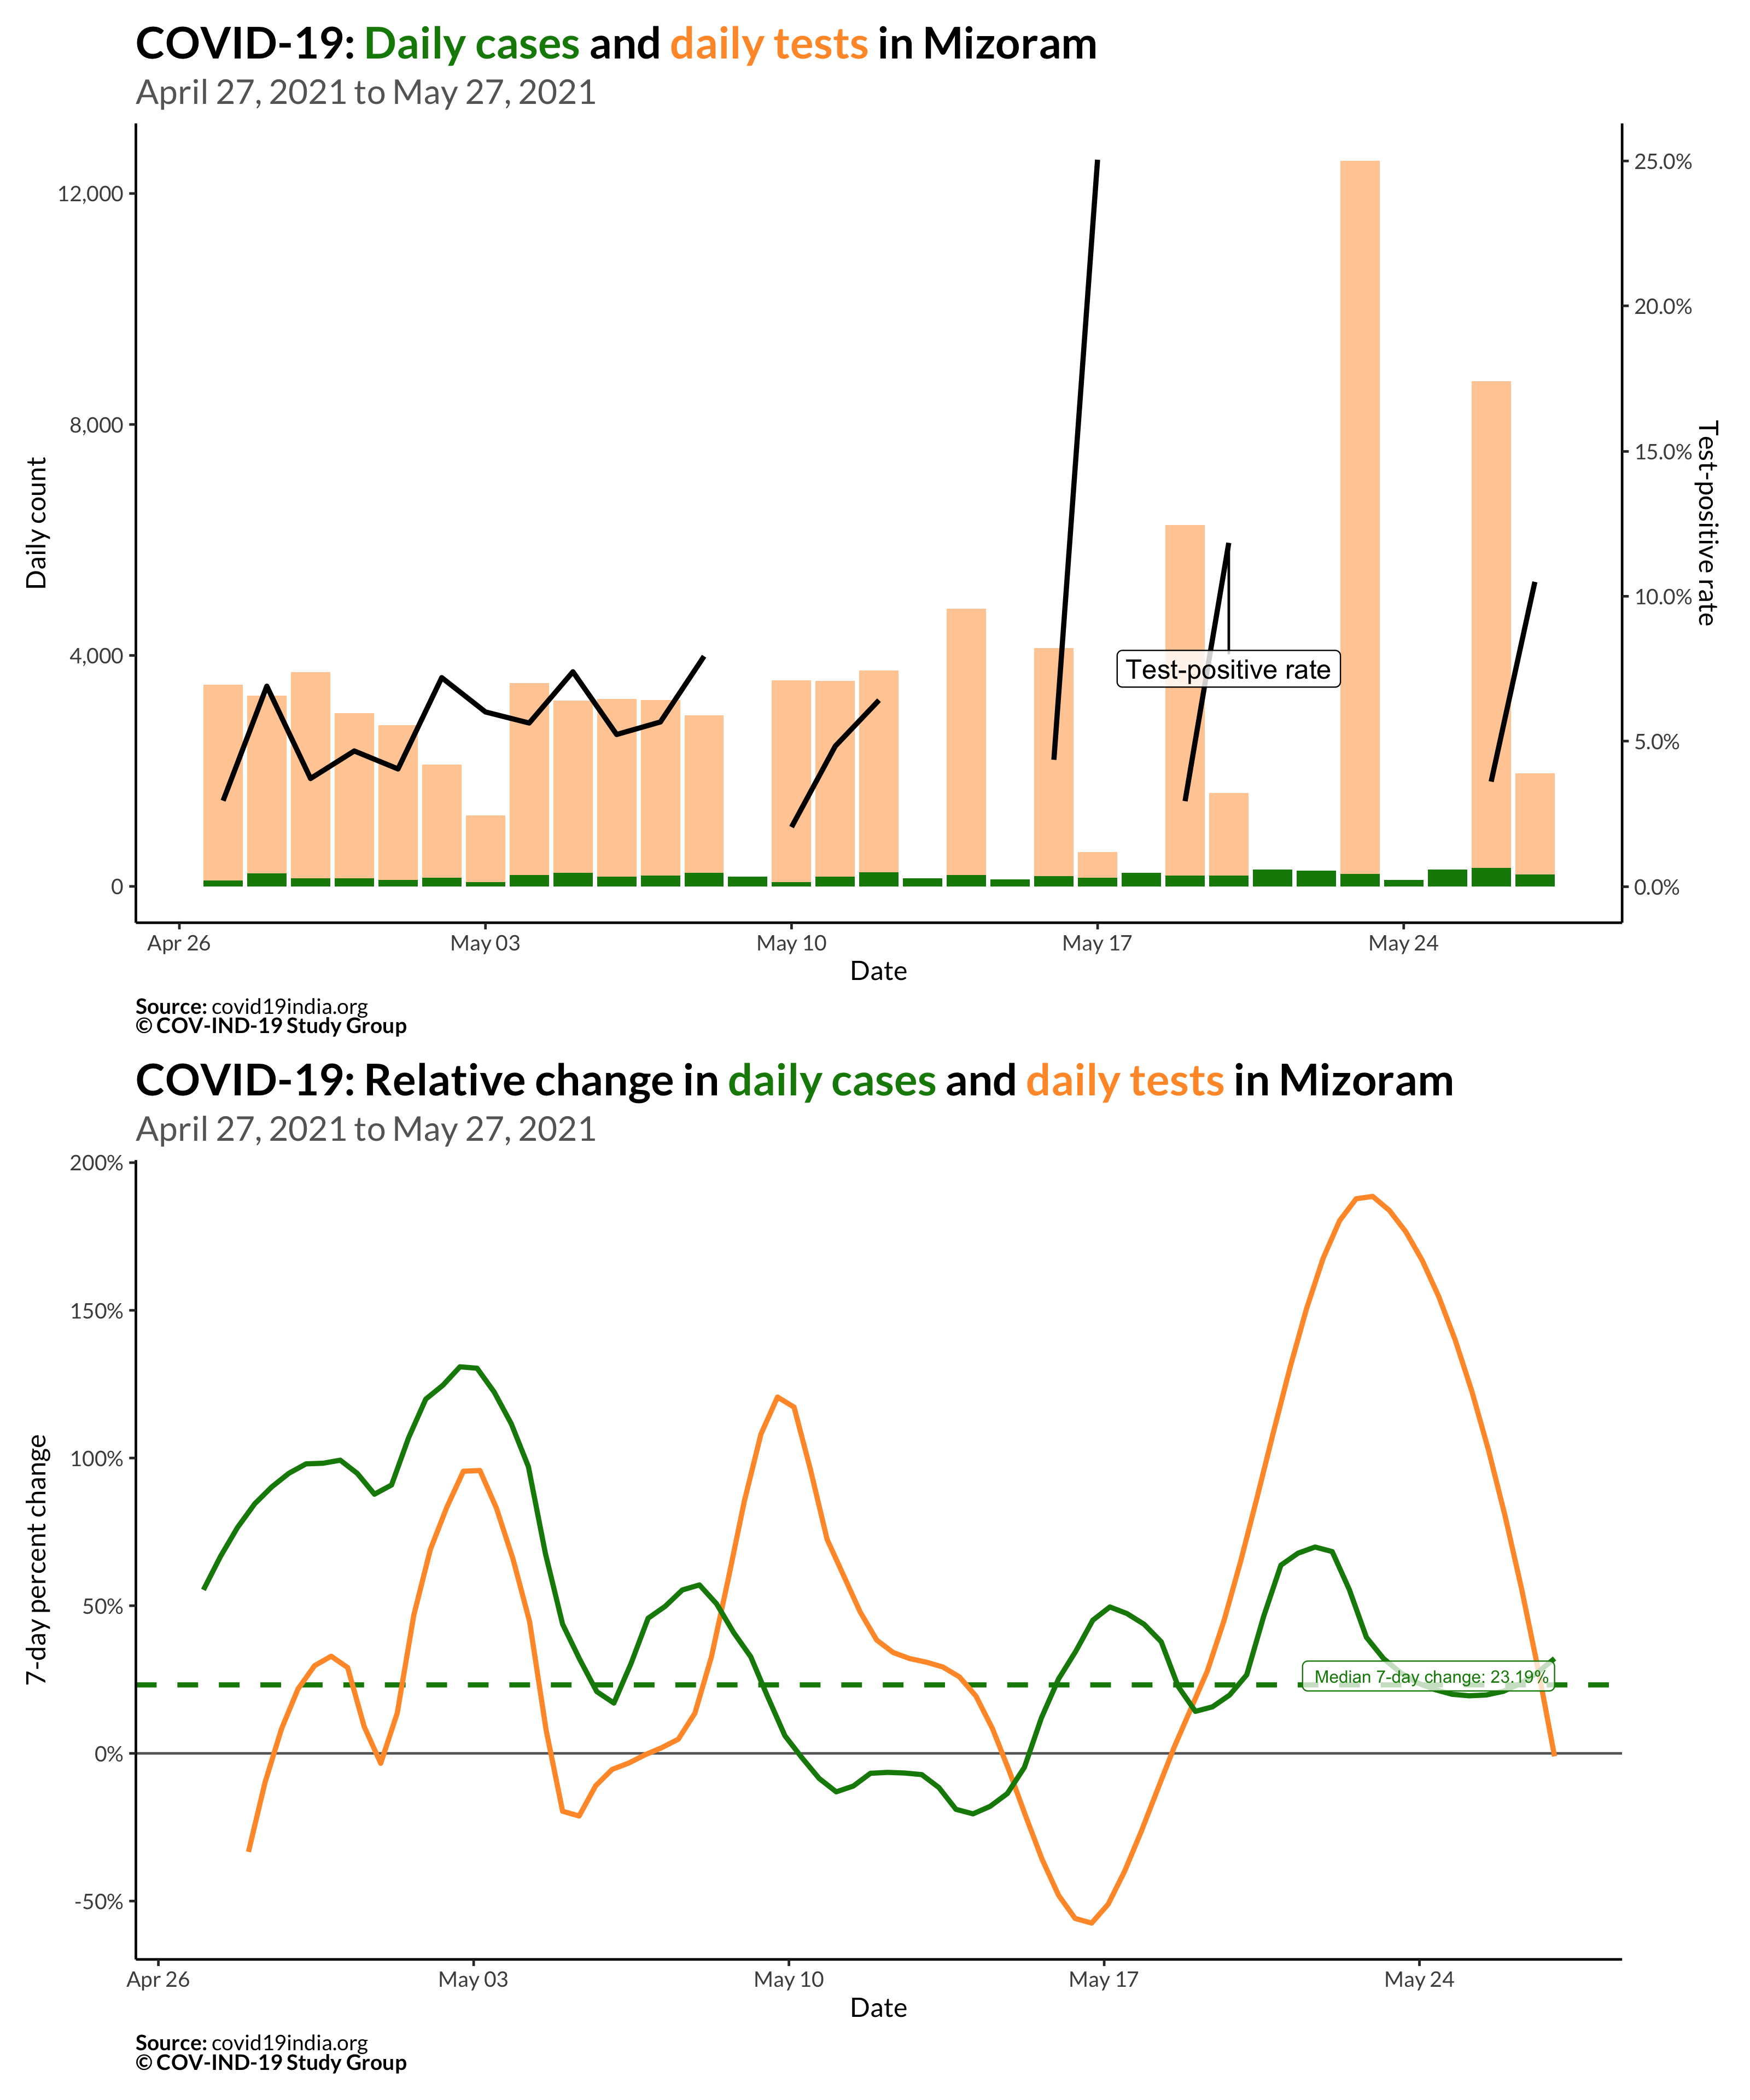 COVID-19: Daily cases and daily tests in Mizoram
April 27, 2021 to May 27, 2021
12,000
8,000
4,000
0
Daily count
25.0%
20.0%
15.0%
10.0%
5.0%
0.0%
Test-positive rate
Test-positive rate
Apr 26
May 03
May 10
May 17
May 24
Date
Source: covid19india.org
© COV-IND-19 Study Group
COVID-19: Relative change in daily cases and daily tests in Mizoram
April 27, 2021 to May 27, 2021
200%
150%
100%
50%
0%
-50%
7-day percent change
Median 7-day change: 23.19%
Apr 26
May 03
May 10
May 17
May 24
Date
Source: covid19india.org
© COV-IND-19 Study Group